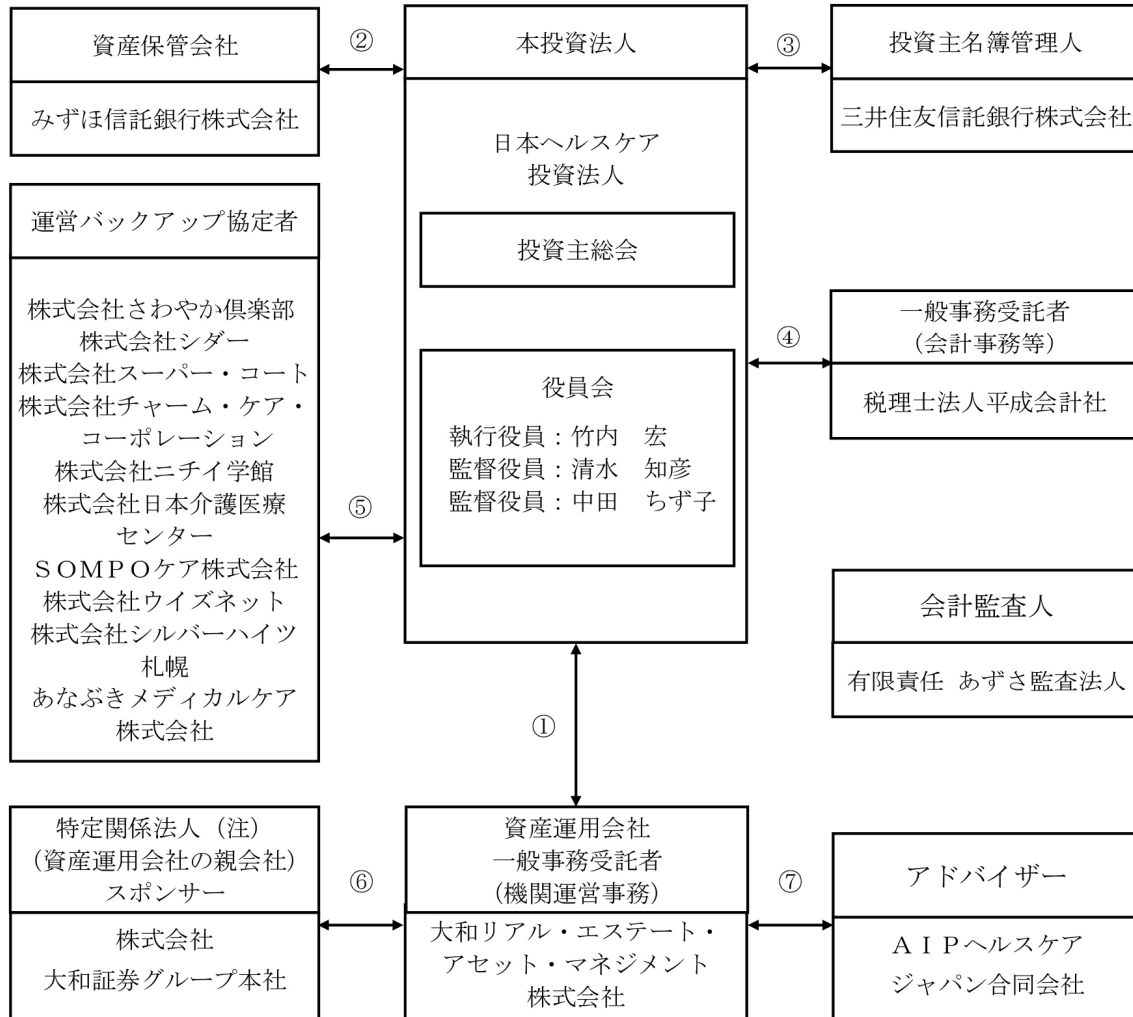 資産保管会社
みずほ信託銀行株式会社
②
本投資法人
日本ヘルスケア
投資法人
投資主総会
役員会
執行役員：竹内　宏
監督役員：清水　知彦
監督役員：中田　ちず子
③
投資主名簿管理人
三井住友信託銀行株式会社
運営バックアップ協定者
株式会社さわやか倶楽部
株式会社シダー
株式会社スーパー・コート
株式会社チャーム・ケア・
コーポレーション
株式会社ニチイ学館
株式会社日本介護医療
センター
ＳＯＭＰＯケア株式会社
株式会社ウイズネット
株式会社シルバーハイツ
札幌
あなぶきメディカルケア
株式会社
⑤
④
一般事務受託者
（会計事務等）
税理士法人平成会計社
会計監査人
有限責任 あずさ監査法人
①
特定関係法人（注）
（資産運用会社の親会社）
スポンサー
株式会社
大和証券グループ本社
⑥
資産運用会社
一般事務受託者
（機関運営事務）
大和リアル・エステート・
アセット・マネジメント
株式会社
⑦
アドバイザー
ＡＩＰヘルスケア
ジャパン合同会社